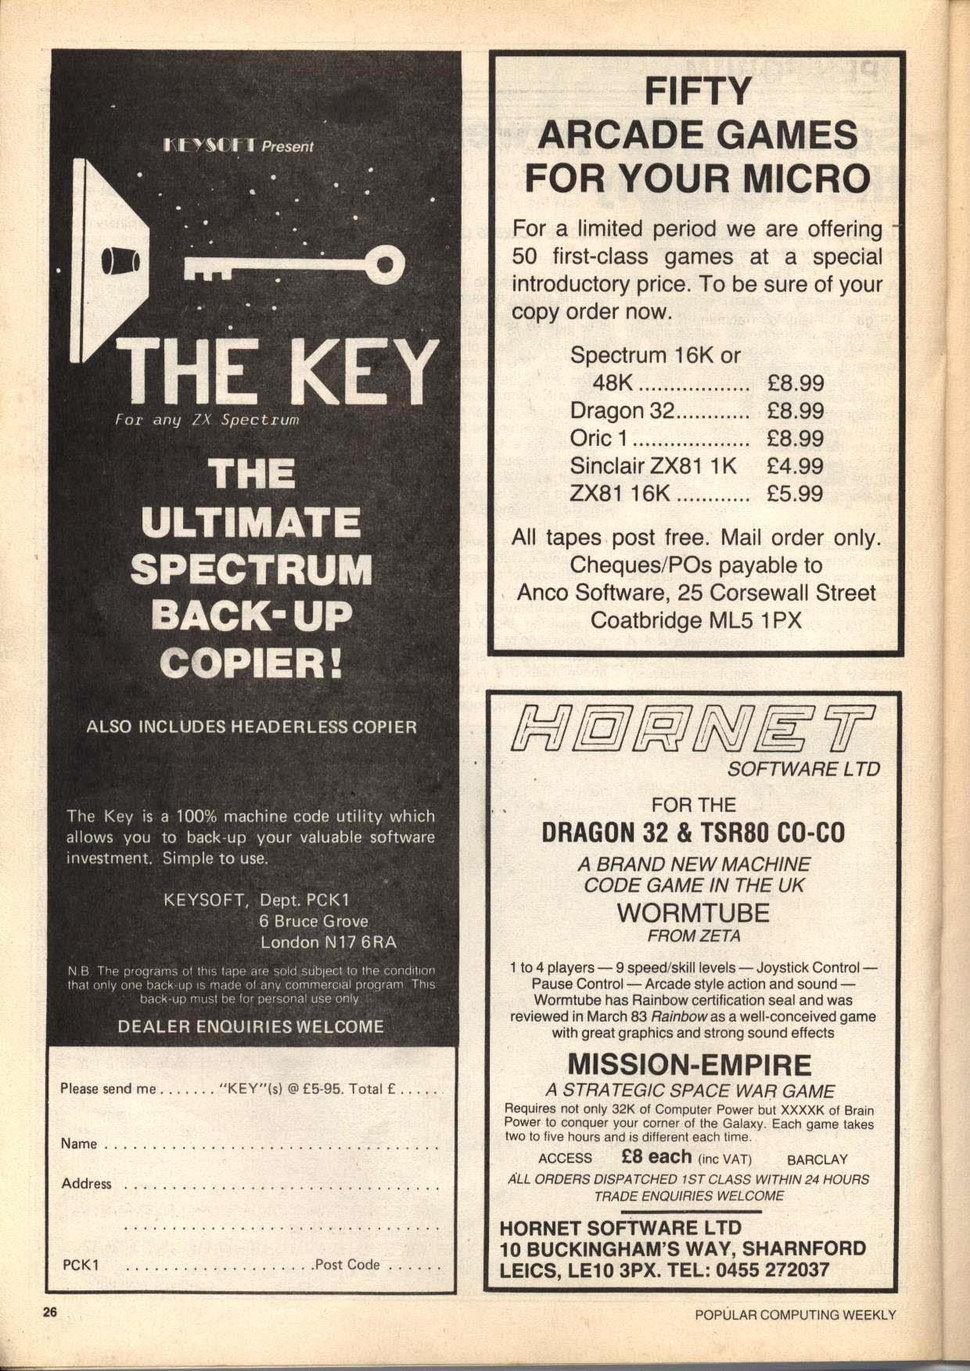 KEYSOFT Present
THE KEY
For any ZX Spectrum
THE
ULTIMATE
SPECTRUM
BACK-UP
COPIER!
ALSO INCLUDES HEADERLESS COPIER
The Key is a 100% machine code utility which
allows you to back-up your valuable software
investment. Simple to use.
KEYSOFT, Dept. PCK1
6 Bruce Grove
London N17 6RA
N.B. The programs of this tape are sold subject to the condition
that only one back-up is made of any commercial program. This
back-up must be for personal use only
DEALER ENQUIRIES WELCOME
Please send me . . . . . . . "KEY"(s) @ £5-95. Total £ . . . . .
Name . . . . . . . . . . . . . . . . . . . . . . . . . . . . . . . . .
Address . . . . . . . . . . . . . . . . . . . . . . . . . . . . . . .
. . . . . . . . . . . . . . . . . . . . . . . . . . . . . . .
PCK1 . . . . . . . . . . . . . . . . . . . .Post Code . . . . . .
FIFTY
ARCADE GAMES
FOR YOUR MICRO
For a limited period we are offering
50 first-class games at a special
introductory price. To be sure of your
copy order now.
Spectrum 16K or
48K .................. £8.99
Dragon 32............ £8.99
Oric 1 ................... £8.99
Sinclair ZX81 1K £4.99
ZX81 16K ............ £5.99
All tapes post free. Mail order only.
Cheques/POs payable to
Anco Software, 25 Corsewall Street
Coatbridge ML5 1PX
HORNET
SOFTWARE LTD
FOR THE
DRAGON 32 & TSR80 CO-CO
A BRAND NEW MACHINE
CODE GAME IN THE UK
WORMTUBE
FROM ZETA
1 to 4 players — 9 speed/skill levels — Joystick Control —
Pause Control — Arcade style action and sound —
Wormtube has Rainbow certification seal and was
reviewed in March 83 Rainbow as a well-conceived game
with great graphics and strong sound effects
MISSION-EMPIRE
A STRATEGIC SPACE WAR GAME
Requires not only 32K of Computer Power but XXXXK of Brain
Power to conquer your corner of the Galaxy. Each game takes
two to five hours and is different each time.
ACCESS £8 each (inc VAT) BARCLAY
ALL ORDERS DISPATCHED 1ST CLASS WITHIN 24 HOURS
TRADE ENQUIRIES WELCOME
HORNET SOFTWARE LTD
10 BUCKINGHAM'S WAY, SHARNFORD
LEICS, LE10 3PX. TEL: 0455 272037
26
POPULAR COMPUTING WEEKLY